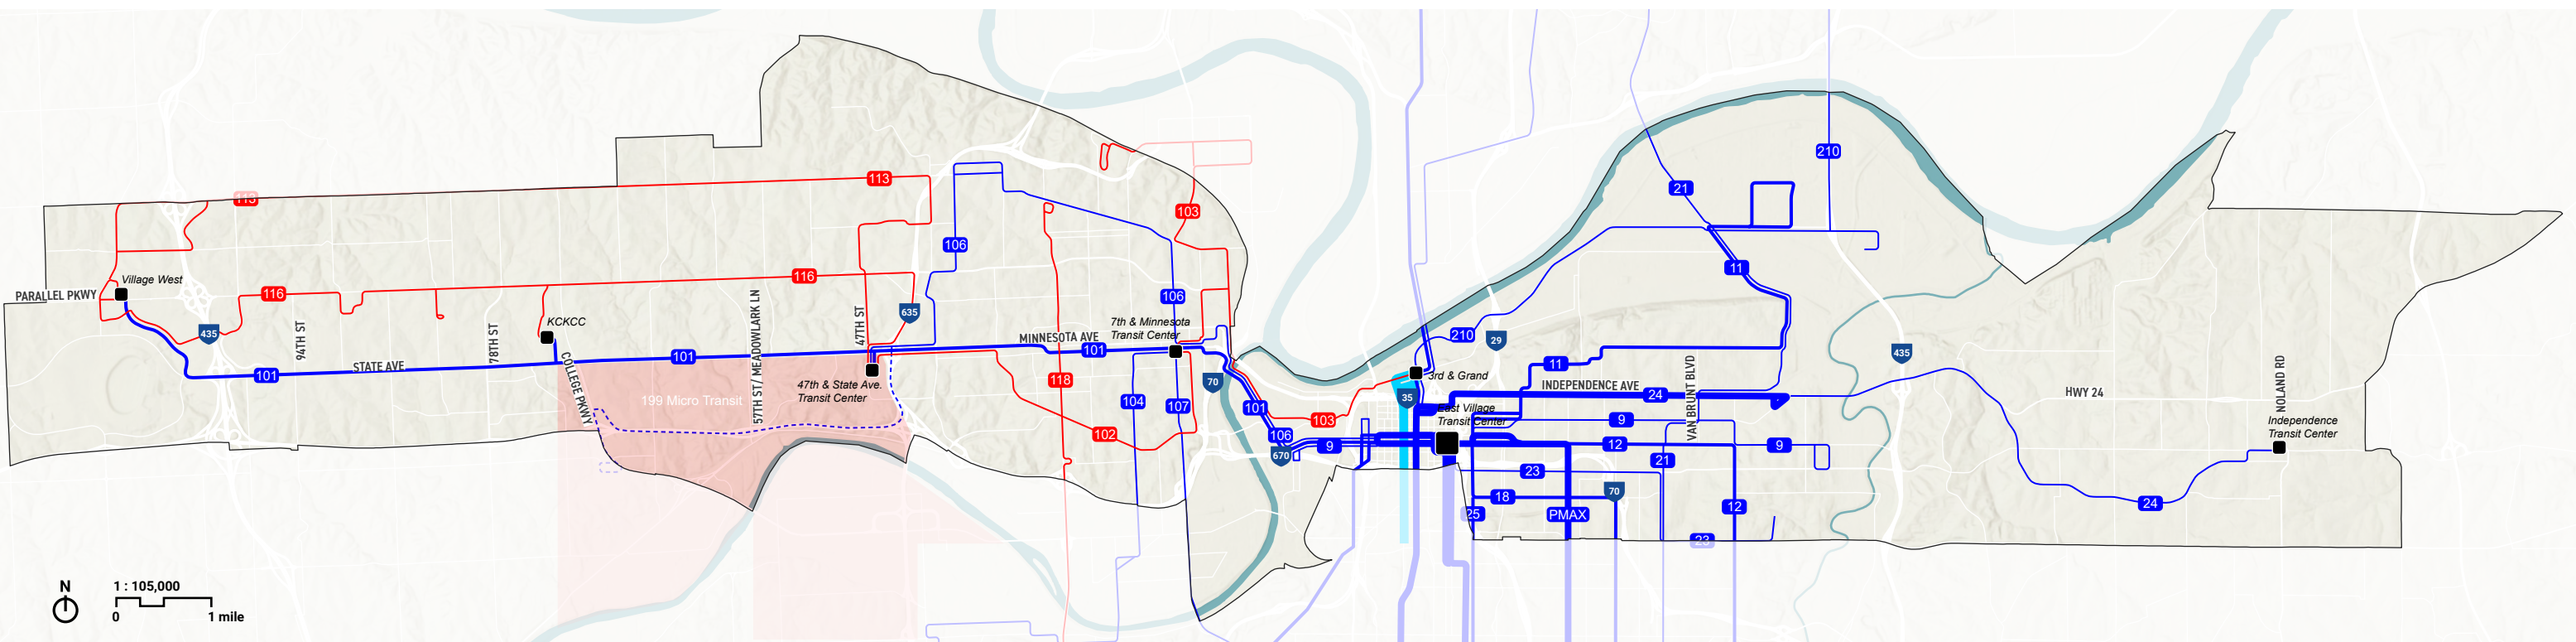 113
113
116
116
Village West
PARALLEL PKWY
435
94TH ST
78TH ST
KCKCC
COLLEGE PKWY
101
STATE AVE
101
199 Micro Transit
57TH ST/ MEADOWLARK LN
47TH ST
47th & State Ave.
Transit Center
635
106
106
103
118
102
MINNESOTA AVE
101
7th & Minnesota
Transit Center
104
107
70
101
106
670
9
103
3rd & Grand
35
East Village
Transit Center
210
29
21
210
11
11
INDEPENDENCE AVE
24
VAN BRUNT BLVD
9
12
9
23
21
18
70
25
PMAX
12
23
435
HWY 24
NOLAND RD
Independence
Transit Center
24
N
1 : 105,000
0
1 mile